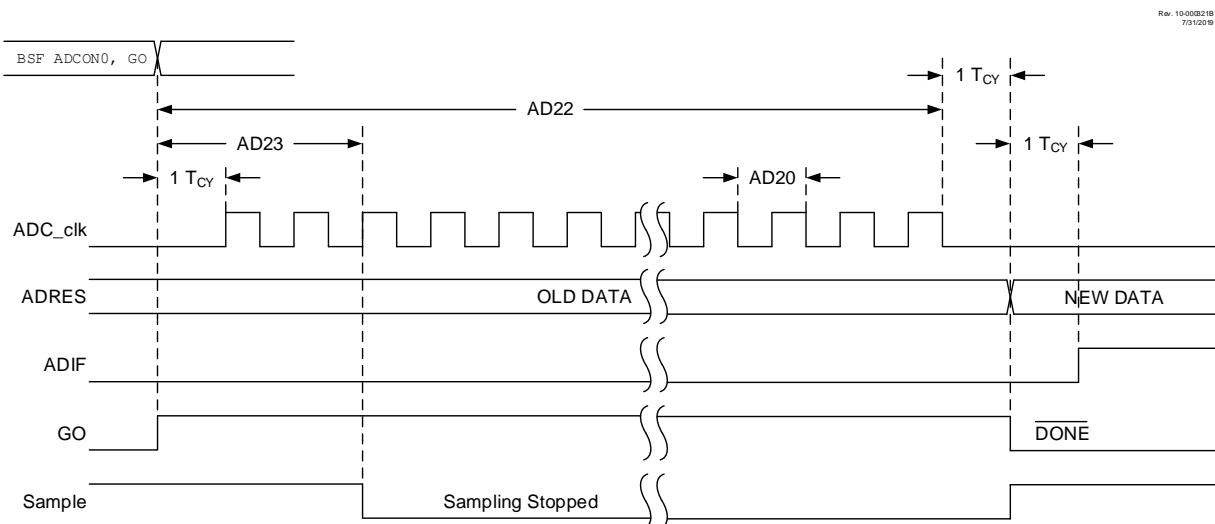 Rev. 10-000321B
7/31/2019
BSF ADCON0, GO
1 TCY
AD22
1 TCY
AD23
1 TCY
AD20
ADC_clk
ADRES
OLD DATA
NEW DATA
ADIF
GO
DONE
Sample
Sampling Stopped